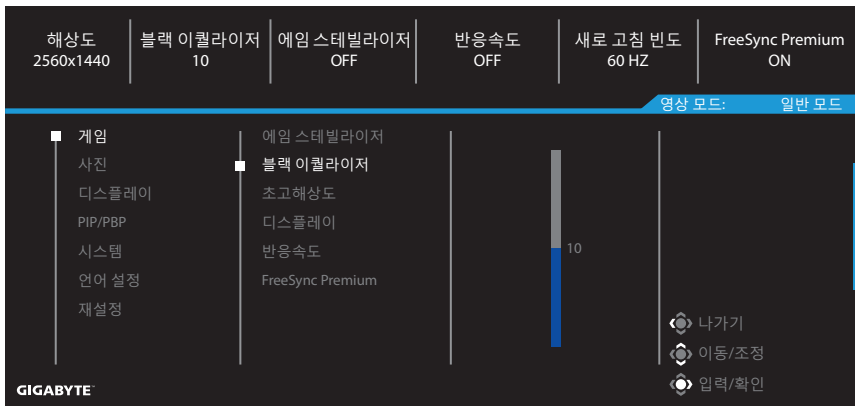 해상도
2560x1440
블랙 이퀄라이저
10
에임 스테빌라이저
OFF
반응속도
OFF
새로 고침 빈도
60 HZ
FreeSync Premium
ON
영상 모드: 일반 모드
게임
사진
디스플레이
PIP/PBP
시스템
언어 설정
재설정
에임 스테빌라이저
블랙 이퀄라이저
초고해상도
디스플레이
반응속도
FreeSync Premium
10
나가기
이동/조정
입력/확인
GIGABYTE™